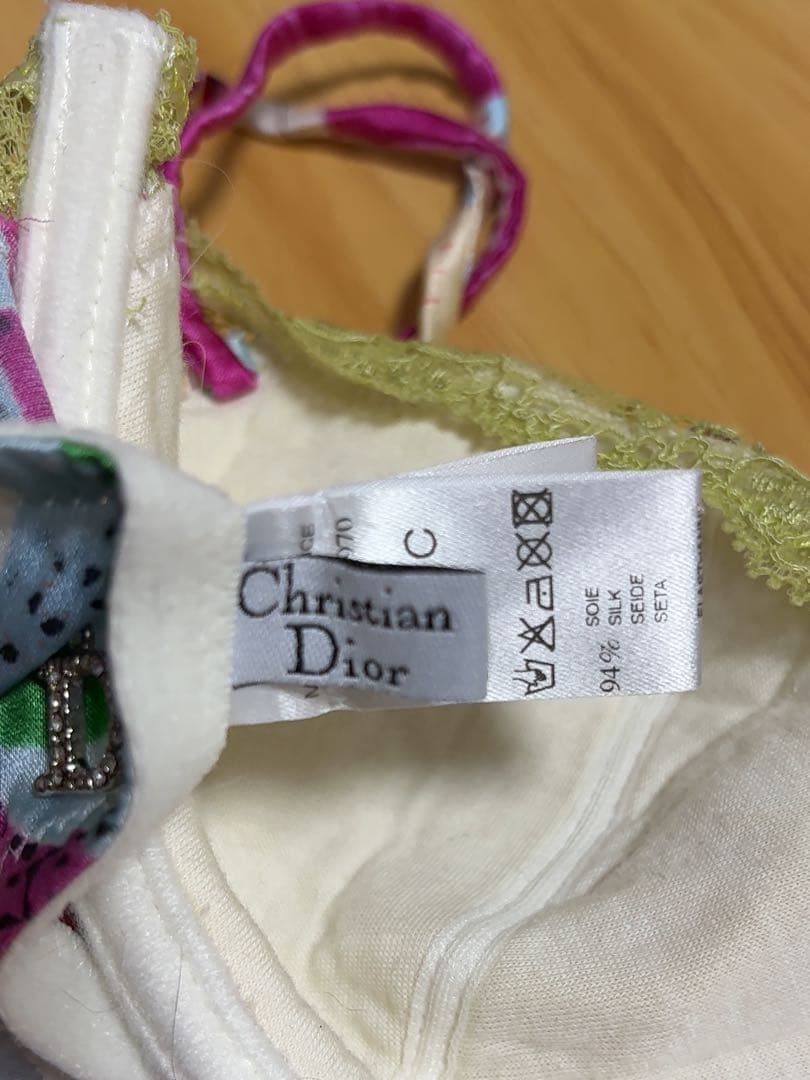 Christian
Dior
C
94% SOIE
SILK
SEIDE
SETA
D